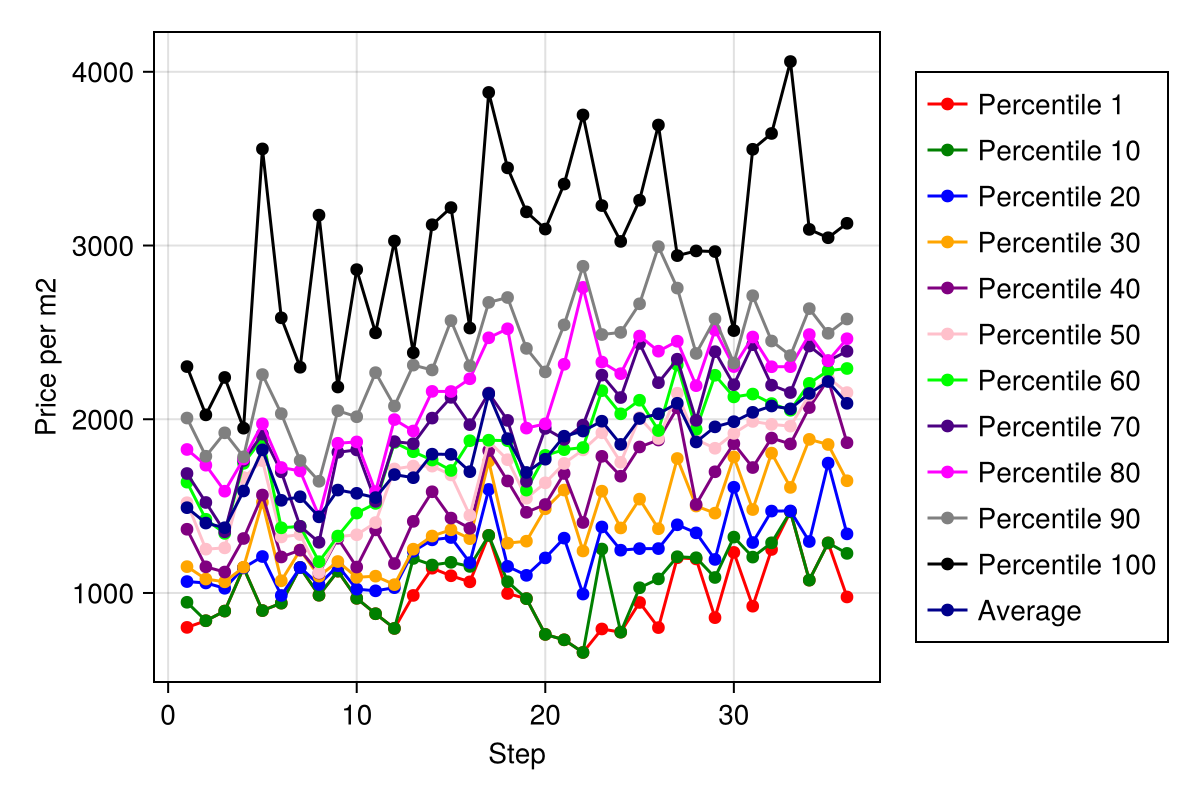 4000
3000
2000
1000
Price per m2
0 10 20 30
Step
Percentile 1
Percentile 10
Percentile 20
Percentile 30
Percentile 40
Percentile 50
Percentile 60
Percentile 70
Percentile 80
Percentile 90
Percentile 100
Average